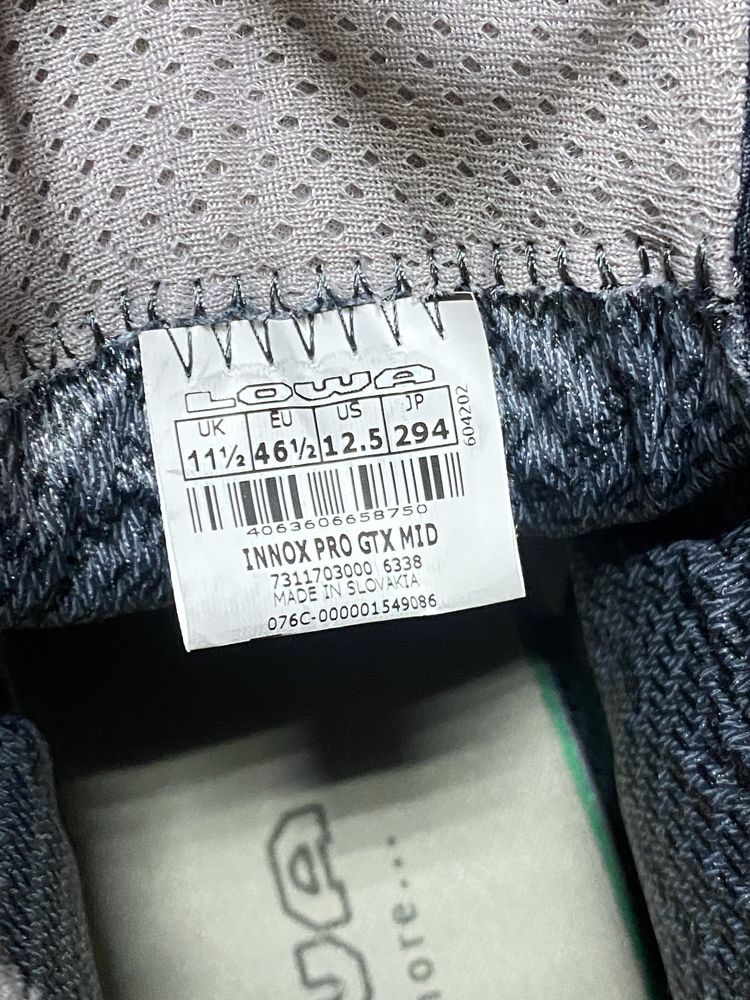 LOWA
UK EU US JP
11½ 46½ 12.5 294
604202
4063606658750
INNOX PRO GTX MID
7311703000 6338
MADE IN SLOVAKIA
076C-000001549086